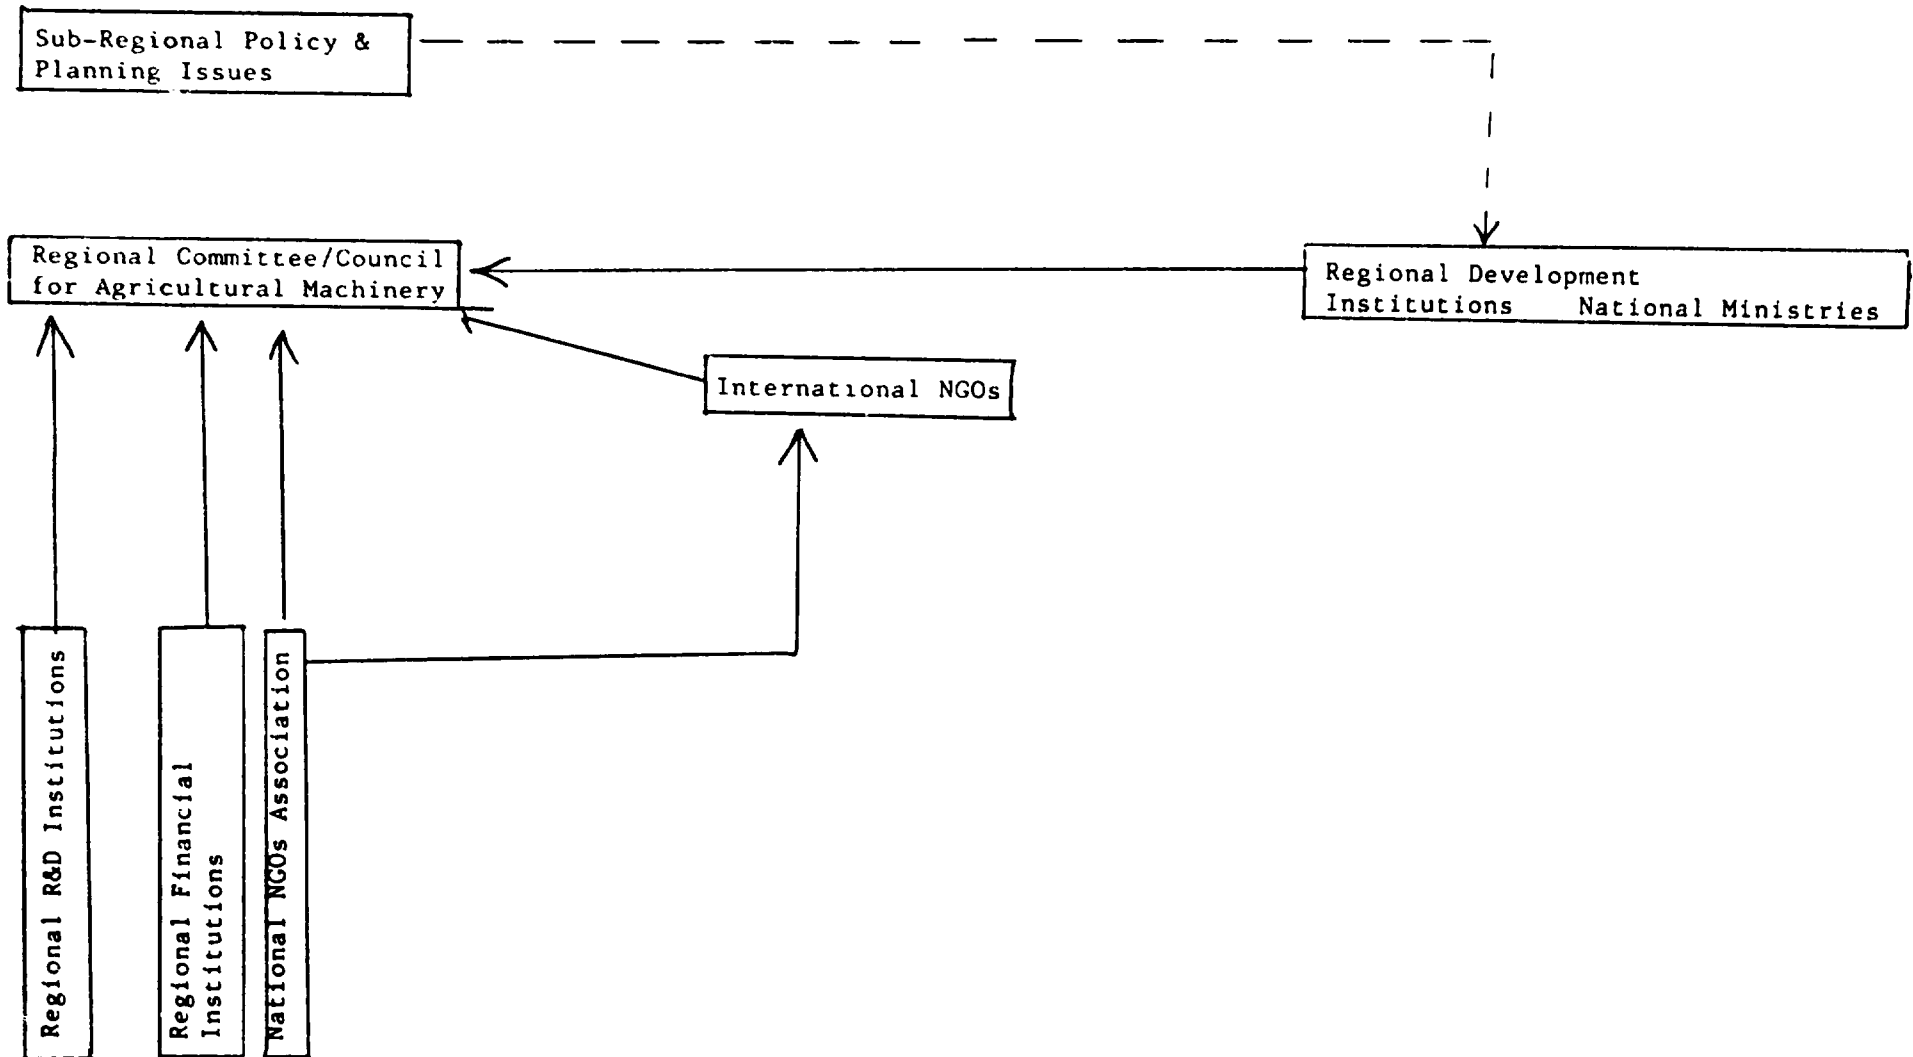 Sub-Regional Policy &
Planning Issues
Regional Committee/Council
for Agricultural Machinery
Regional Development
Institutions National Ministries
International NGOs
Regional R&D Institutions
Regional Financial
Institutions
National NGOs Association